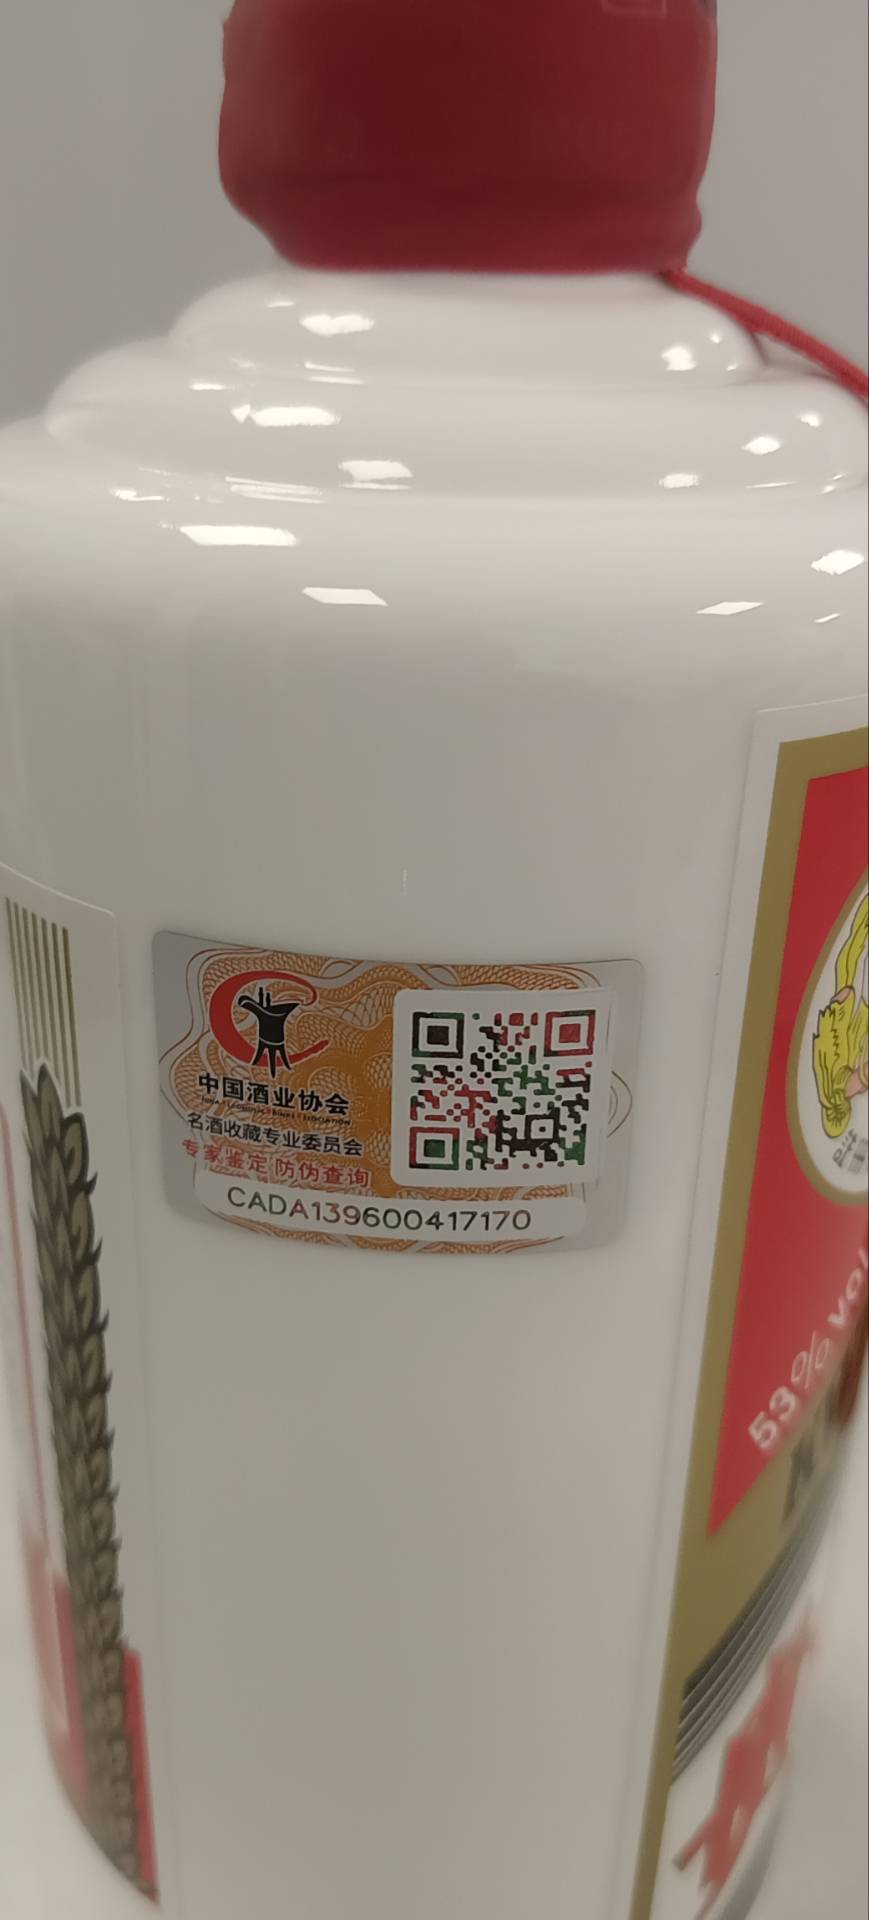 中国酒业协会
名酒收藏专业委员会
专家鉴定 防伪查询
CADA139600417170
53% vol